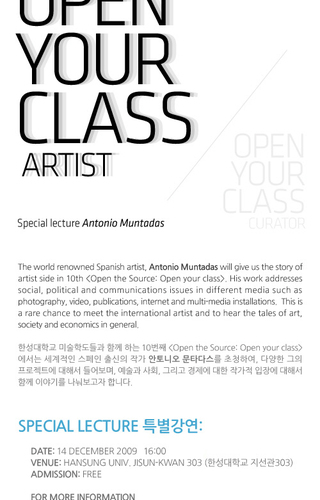 OPEN
YOUR
CLASS
ARTIST
OPEN
YOUR
CLASS
CURATOR
Special lecture Antonio Muntadas
The world renowned Spanish artist, Antonio Muntadas will give us the story of
artist side in 10th <Open the Source: Open your class>. His work addresses
social, political and communications issues in different media such as
photography, video, publications, internet and multi-media installations. This is
a rare chance to meet the international artist and to hear the tales of art,
society and economics in general.
한성대학교 미술학도들과 함께 하는 10번째 <Open the Source: Open your class>
에서는 세계적인 스페인 출신의 작가 안토니오 문타다스를 초청하여, 다양한 그의
프로젝트에 대해서 들어보며, 예술과 사회, 그리고 경제에 대한 작가적 입장에 대해서
함께 이야기를 나눠보고자 합니다.
SPECIAL LECTURE 특별강연:
DATE: 14 DECEMBER 2009 16:00
VENUE: HANSUNG UNIV. JISUN-KWAN 303 (한성대학교 지선관303)
ADMISSION: FREE
FOR MORE INFORMATION